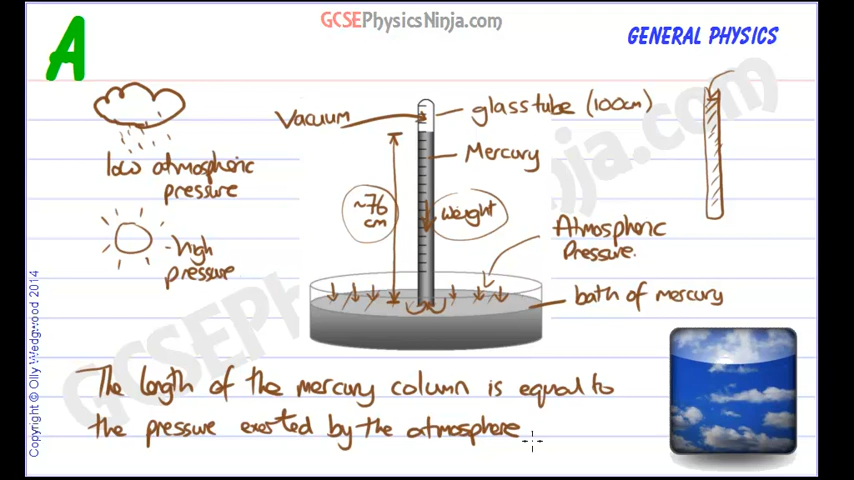 GCSEPhysicsNinja.com
A
GENERAL PHYSICS
Vacuum
glass tube (100cm)
Mercury
low atmospheric
pressure
~76
cm
weight
Atmospheric
Pressure.
-high
pressure
bath of mercury
The length of the mercury column is equal to
the pressure exerted by the atmosphere
Copyright © Olly Wedgwood 2014
GCSEPhysicsNinja.com